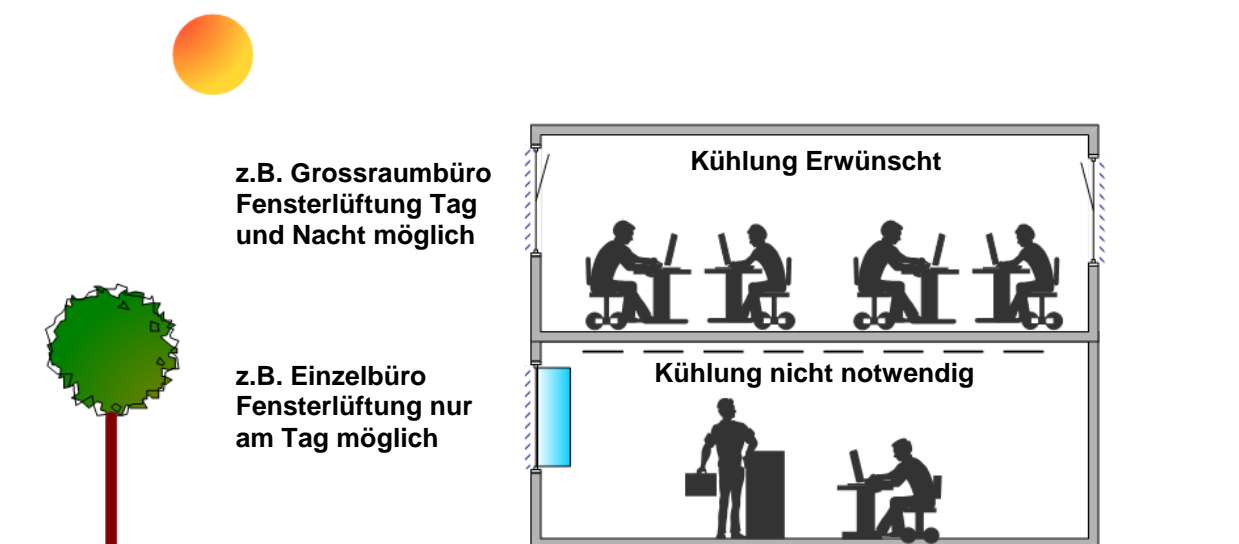 z.B. Grossraumbüro
Fensterlüftung Tag
und Nacht möglich
Kühlung Erwünscht
z.B. Einzelbüro
Fensterlüftung nur
am Tag möglich
Kühlung nicht notwendig